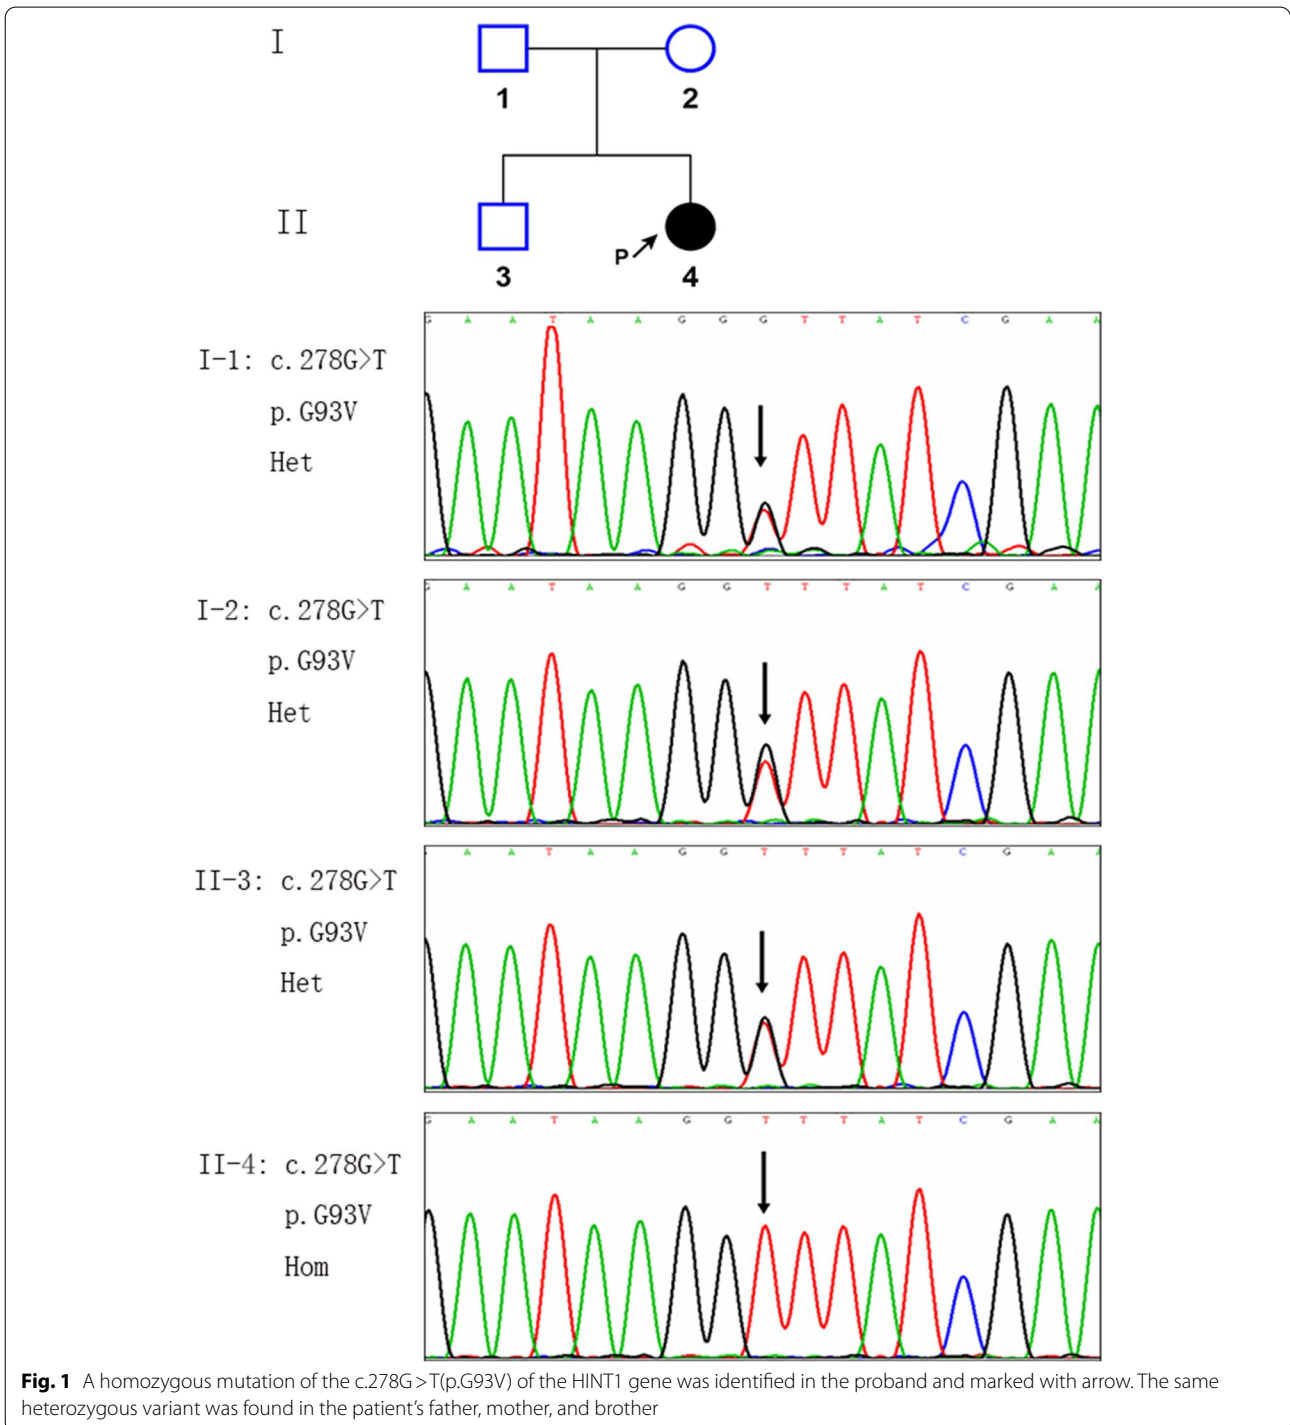 I
1
2
II
P
3
4
G A A T A A G G G T T A T C G A A
I-1: c.278G>T
p.G93V
Het
G A A T A A G G T T T A T C G A A
I-2: c.278G>T
p.G93V
Het
A A T A A G G T T T A T C G A A
II-3: c.278G>T
p.G93V
Het
G A A T A A G G T T T A T C G A A
II-4: c.278G>T
p.G93V
Hom
Fig. 1 A homozygous mutation of the c.278G>T(p.G93V) of the HINT1 gene was identified in the proband and marked with arrow. The same
heterozygous variant was found in the patient's father, mother, and brother